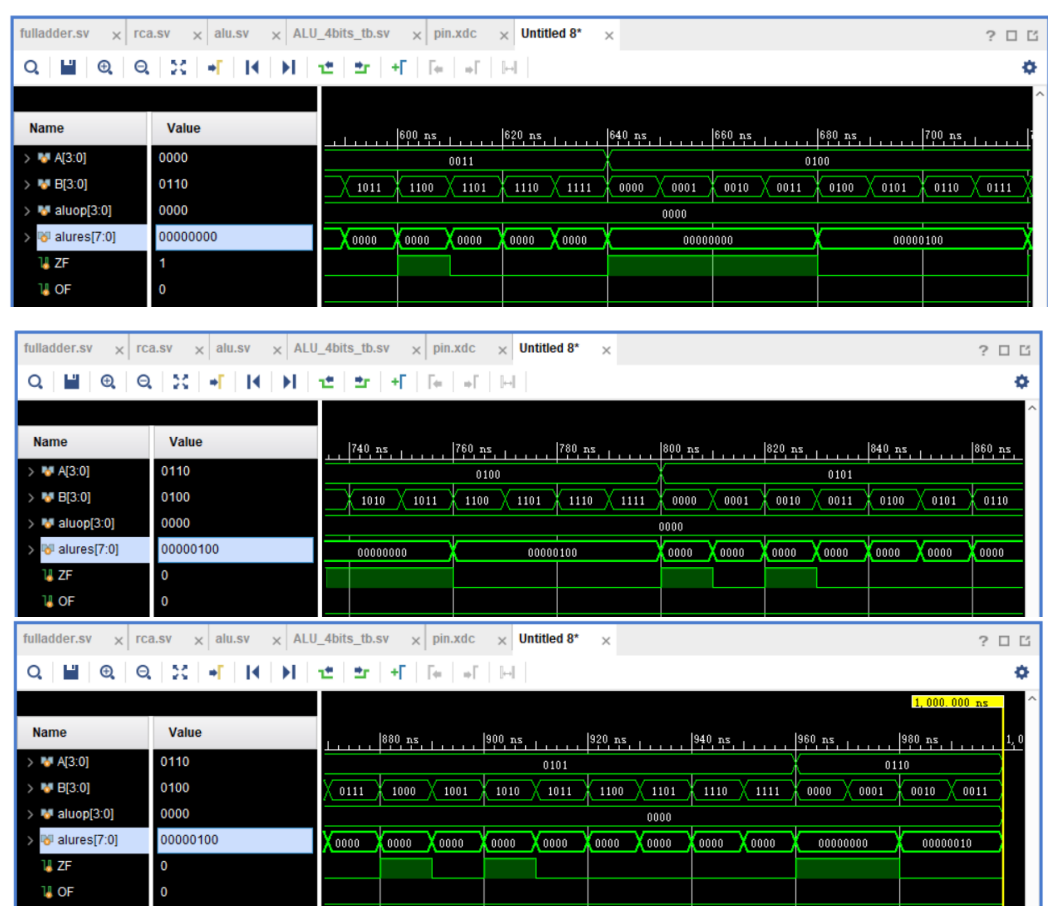 fulladder.sv x rca.sv x alu.sv x ALU_4bits_tb.sv x pin.xdc x Untitled 8* x ?
Name Value 600 ns 620 ns 640 ns 660 ns 680 ns 700 ns
A[3:0] 0000 0011 0100
B[3:0] 0110 1011 1100 1101 1110 1111 0000 0001 0010 0011 0100 0101 0110 0111
aluop[3:0] 0000 0000
alures[7:0] 00000000 0000 0000 0000 0000 0000 00000000 00000100
ZF 1
OF 0
fulladder.sv x rca.sv x alu.sv x ALU_4bits_tb.sv x pin.xdc x Untitled 8* x ?
Name Value 740 ns 760 ns 780 ns 800 ns 820 ns 840 ns 860 ns
A[3:0] 0110 0100 0101
B[3:0] 0100 1010 1011 1100 1101 1110 1111 0000 0001 0010 0011 0100 0101 0110
aluop[3:0] 0000 0000
alures[7:0] 00000100 00000000 00000100 0000 0000 0000 0000 0000 0000 0000
ZF 0
OF 0
fulladder.sv x rca.sv x alu.sv x ALU_4bits_tb.sv x pin.xdc x Untitled 8* x ?
1,000.000 ns
Name Value 880 ns 900 ns 920 ns 940 ns 960 ns 980 ns 1,0
A[3:0] 0110 0101 0110
B[3:0] 0100 0111 1000 1001 1010 1011 1100 1101 1110 1111 0000 0001 0010 0011
aluop[3:0] 0000 0000
alures[7:0] 00000100 0000 0000 0000 0000 0000 0000 0000 0000 0000 00000000 00000010
ZF 0
OF 0